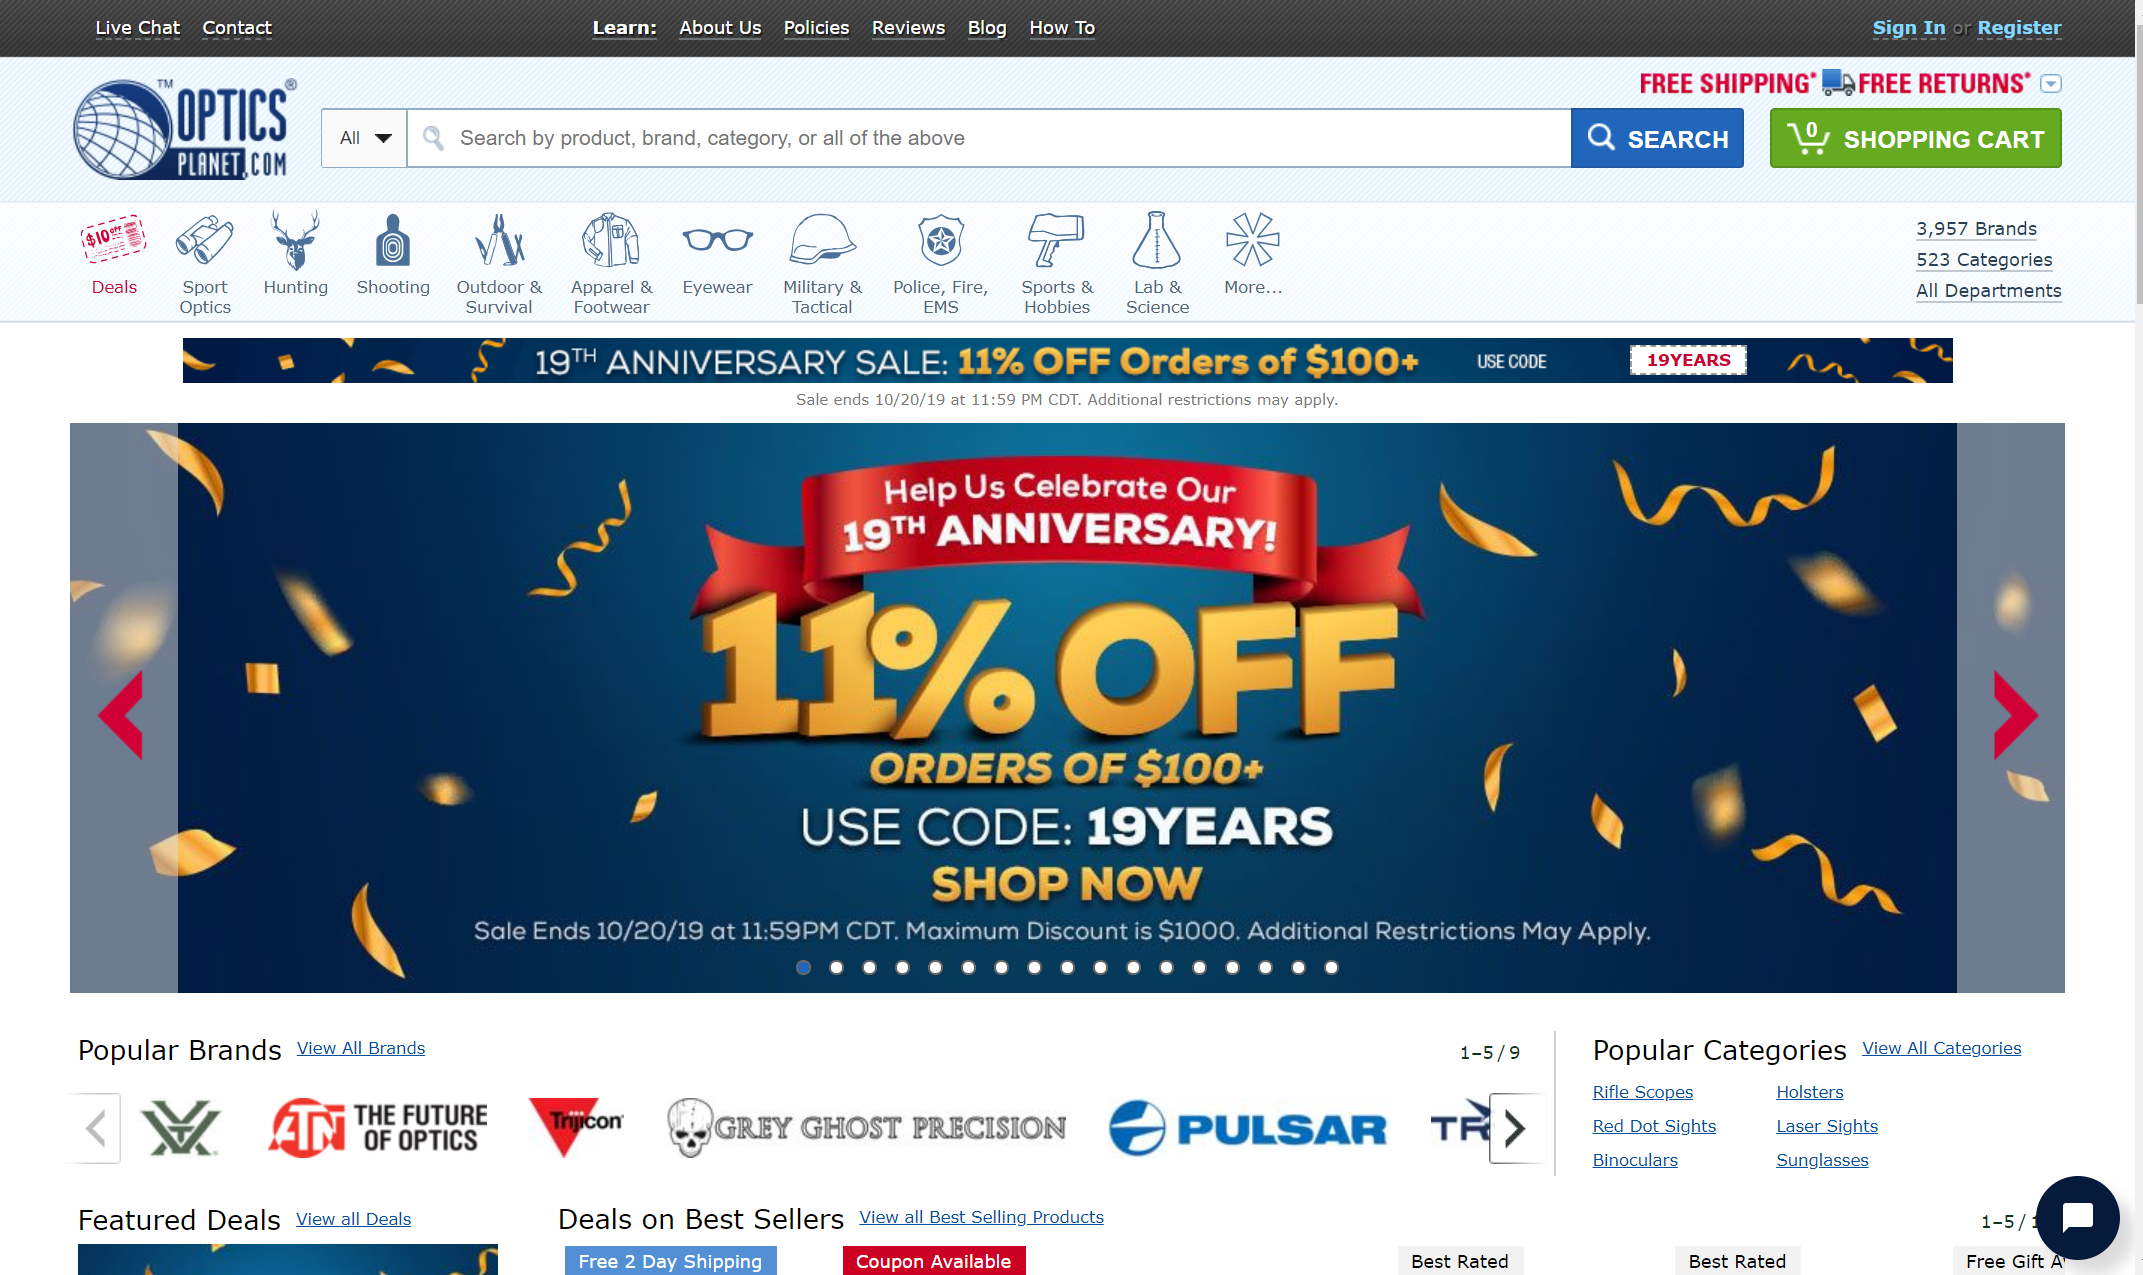 Live Chat Contact Learn: About Us Policies Reviews Blog How To Sign In or Register
FREE SHIPPING* FREE RETURNS*
™ OPTICS ®
PLANET.COM
All Search by product, brand, category, or all of the above SEARCH 0 SHOPPING CART
$10 OFF
Deals
Sport
Optics
Hunting
Shooting
Outdoor &
Survival
Apparel &
Footwear
Eyewear
Military &
Tactical
Police, Fire,
EMS
Sports &
Hobbies
Lab &
Science
More...
3,957 Brands
523 Categories
All Departments
19TH ANNIVERSARY SALE: 11% OFF Orders of $100+ USE CODE 19YEARS
Sale ends 10/20/19 at 11:59 PM CDT. Additional restrictions may apply.
Help Us Celebrate Our
19TH ANNIVERSARY!
11% OFF
ORDERS OF $100+
USE CODE: 19YEARS
SHOP NOW
Sale Ends 10/20/19 at 11:59PM CDT. Maximum Discount is $1000. Additional Restrictions May Apply.
Popular Brands View All Brands 1–5 / 9
ATN THE FUTURE
OF OPTICS
Trijicon
GREY GHOST PRECISION
PULSAR
TR
Popular Categories View All Categories
Rifle Scopes Holsters
Red Dot Sights Laser Sights
Binoculars Sunglasses
Featured Deals View all Deals
Deals on Best Sellers View all Best Selling Products 1–5 / 1
Free 2 Day Shipping Coupon Available Best Rated Best Rated Free Gift A